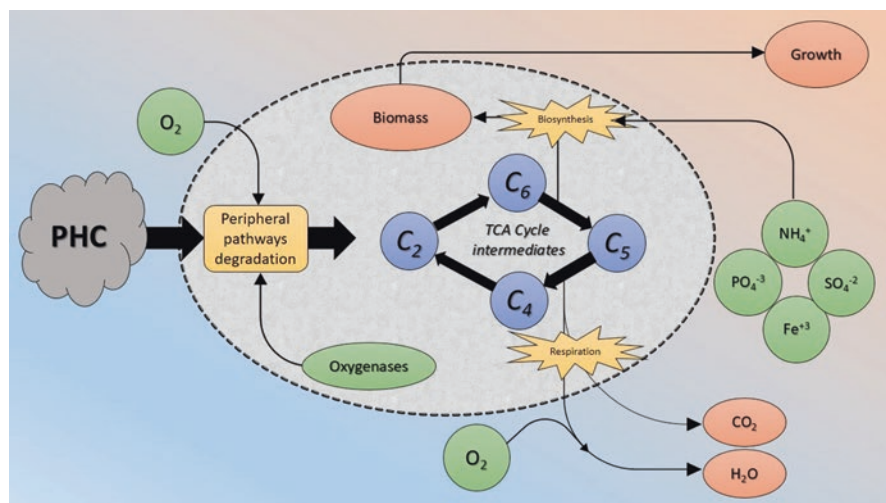 Growth
O₂
Biomass
Biosynthesis
PHC
Peripheral
pathways
degradation
C₆
C₂
TCA Cycle
intermediates
C₅
C₄
NH₄⁺
PO₄⁻³
SO₄⁻²
Fe⁺³
Respiration
Oxygenases
CO₂
O₂
H₂O